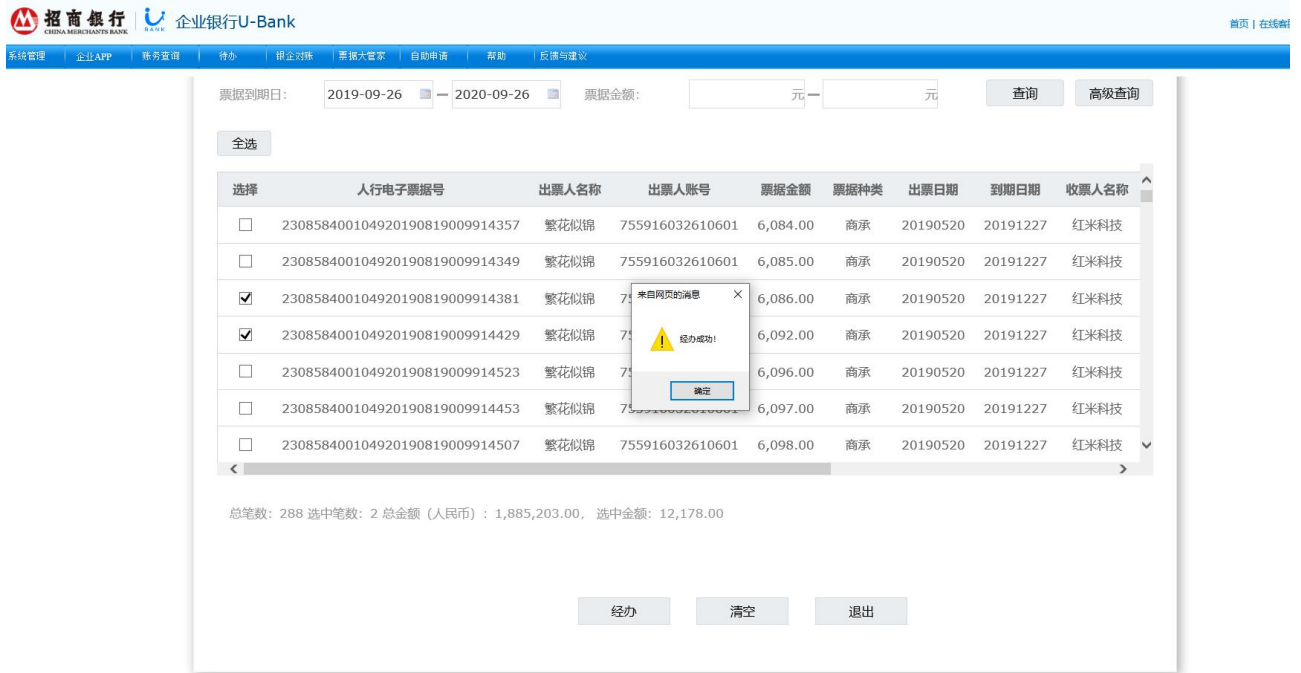 招商银行 企业银行U-Bank
CHINA MERCHANTS BANK BANK
首页 | 在线客
系统管理 企业APP 账务查询 待办 银企对账 票据大管家 自助申请 帮助 反馈与建议
票据到期日: 2019-09-26 — 2020-09-26 票据金额: 元 — 元 查询 高级查询
全选
选择 人行电子票据号 出票人名称 出票人账号 票据金额 票据种类 出票日期 到期日期 收票人名称
230858400104920190819009914357 繁花似锦 755916032610601 6,084.00 商承 20190520 20191227 红米科技
230858400104920190819009914349 繁花似锦 755916032610601 6,085.00 商承 20190520 20191227 红米科技
230858400104920190819009914381 繁花似锦 6,086.00 商承 20190520 20191227 红米科技
230858400104920190819009914429 繁花似锦 6,092.00 商承 20190520 20191227 红米科技
230858400104920190819009914523 繁花似锦 6,096.00 商承 20190520 20191227 红米科技
230858400104920190819009914453 繁花似锦 6,097.00 商承 20190520 20191227 红米科技
230858400104920190819009914507 繁花似锦 755916032610601 6,098.00 商承 20190520 20191227 红米科技
来自网页的消息
经办成功!
确定
总笔数: 288 选中笔数: 2 总金额 (人民币) : 1,885,203.00, 选中金额: 12,178.00
经办 清空 退出